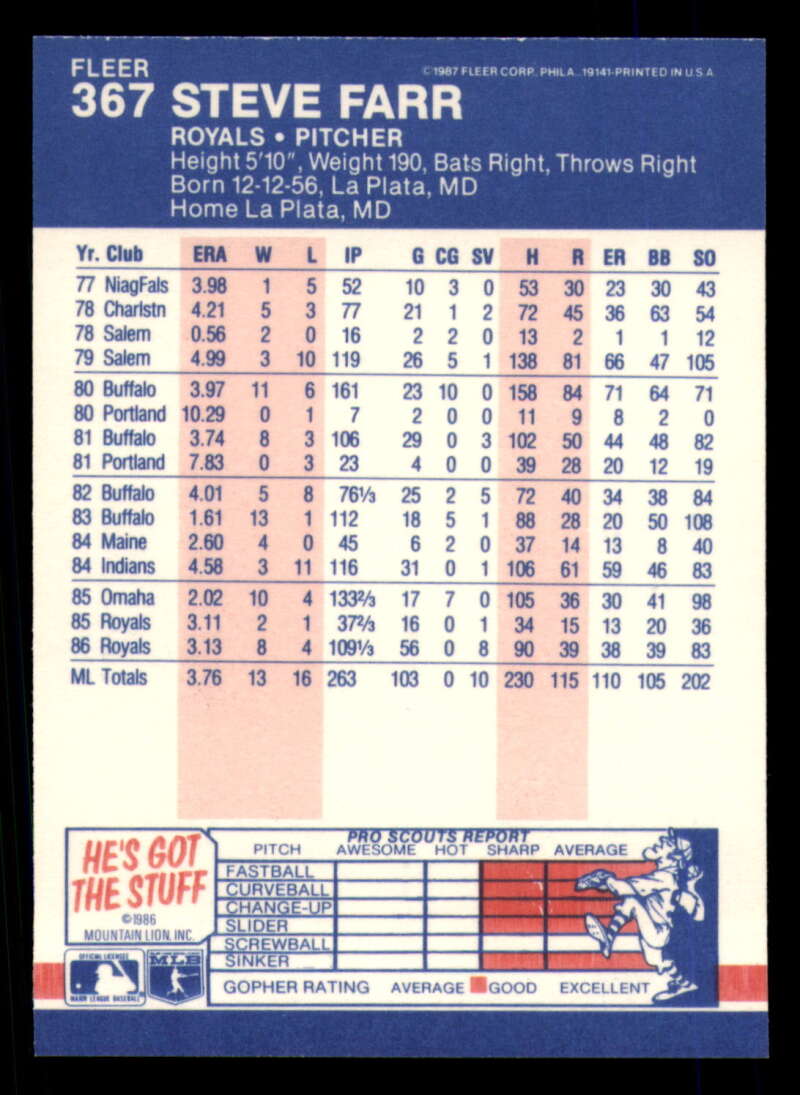 FLEER
©1987 FLEER CORP., PHILA. 19141-PRINTED IN U.S.A.
367 STEVE FARR
ROYALS • PITCHER
Height 5'10", Weight 190, Bats Right, Throws Right
Born 12-12-56, La Plata, MD
Home La Plata, MD
Yr. Club ERA W L IP G CG SV H R ER BB SO
77 NiagFals 3.98 1 5 52 10 3 0 53 30 23 30 43
78 Charlstn 4.21 5 3 77 21 1 2 72 45 36 63 54
78 Salem 0.56 2 0 16 2 2 0 13 2 1 1 12
79 Salem 4.99 3 10 119 26 5 1 138 81 66 47 105
80 Buffalo 3.97 11 6 161 23 10 0 158 84 71 64 71
80 Portland 10.29 0 1 7 2 0 0 11 9 8 2 0
81 Buffalo 3.74 8 3 106 29 0 3 102 50 44 48 82
81 Portland 7.83 0 3 23 4 0 0 39 28 20 12 19
82 Buffalo 4.01 5 8 76⅓ 25 2 5 72 40 34 38 84
83 Buffalo 1.61 13 1 112 18 5 1 88 28 20 50 108
84 Maine 2.60 4 0 45 6 2 0 37 14 13 8 40
84 Indians 4.58 3 11 116 31 0 1 106 61 59 46 83
85 Omaha 2.02 10 4 133⅔ 17 7 0 105 36 30 41 98
85 Royals 3.11 2 1 37⅔ 16 0 1 34 15 13 20 36
86 Royals 3.13 8 4 109⅓ 56 0 8 90 39 38 39 83
ML Totals 3.76 13 16 263 103 0 10 230 115 110 105 202
HE'S GOT
THE STUFF
©1986
MOUNTAIN LION, INC.
OFFICIAL LICENSEE
MAJOR LEAGUE BASEBALL
MLB
PRO SCOUTS REPORT
PITCH AWESOME HOT SHARP AVERAGE
FASTBALL
CURVEBALL
CHANGE-UP
SLIDER
SCREWBALL
SINKER
GOPHER RATING AVERAGE GOOD EXCELLENT